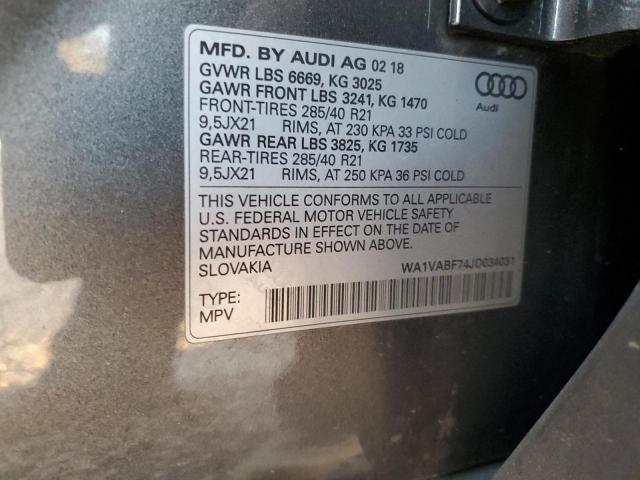 MFD. BY AUDI AG 02 18
GVWR LBS 6669, KG 3025
GAWR FRONT LBS 3241, KG 1470
FRONT-TIRES 285/40 R21
9,5JX21 RIMS, AT 230 KPA 33 PSI COLD
GAWR REAR LBS 3825, KG 1735
REAR-TIRES 285/40 R21
9,5JX21 RIMS, AT 250 KPA 36 PSI COLD
Audi
THIS VEHICLE CONFORMS TO ALL APPLICABLE
U.S. FEDERAL MOTOR VEHICLE SAFETY
STANDARDS IN EFFECT ON THE DATE OF
MANUFACTURE SHOWN ABOVE.
SLOVAKIA WA1VABF74JD034031
TYPE:
MPV